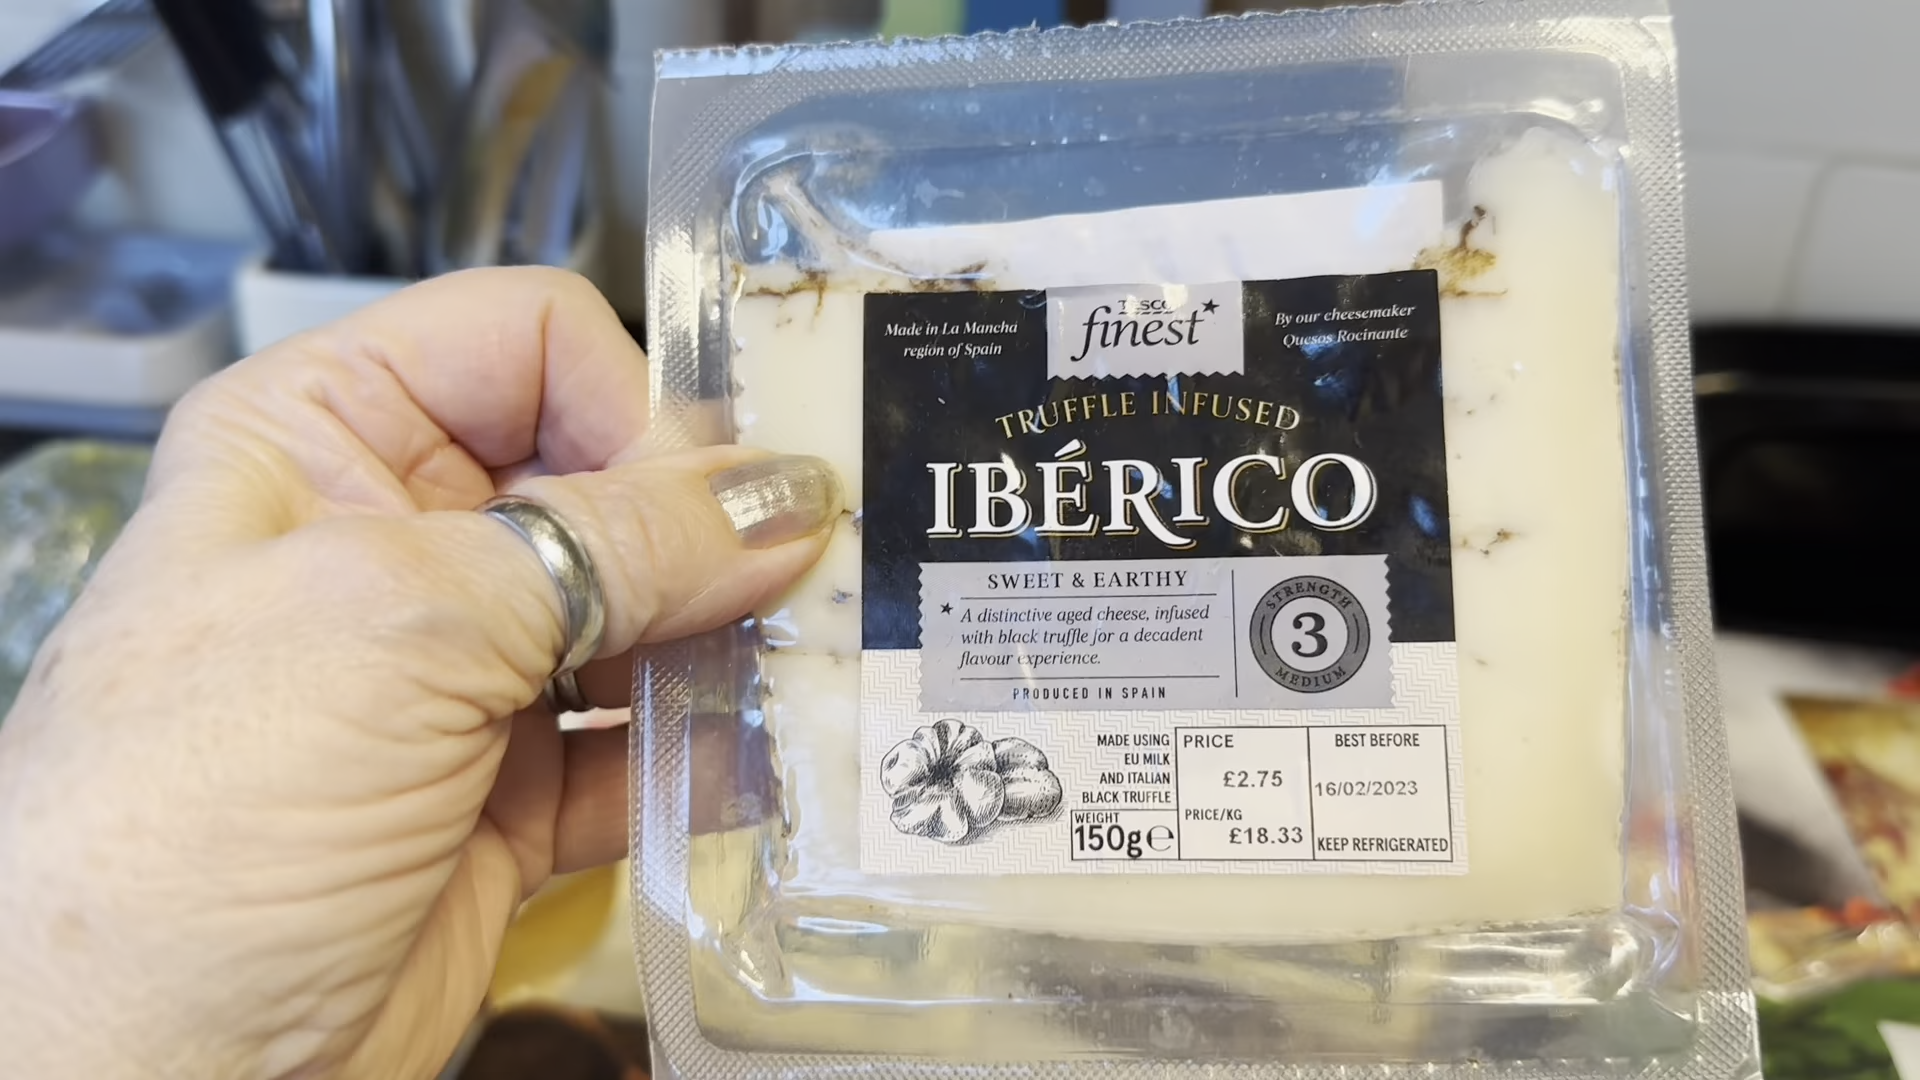 Made in La Mancha
region of Spain
TESCO
finest*
By our cheesemaker
Quesos Rocinante
TRUFFLE INFUSED
IBÉRICO
SWEET & EARTHY
* A distinctive aged cheese, infused
with black truffle for a decadent
flavour experience.
PRODUCED IN SPAIN
STRENGTH
3
MEDIUM
MADE USING
EU MILK
AND ITALIAN
BLACK TRUFFLE
WEIGHT
150g℮
PRICE
£2.75
PRICE/KG
£18.33
BEST BEFORE
16/02/2023
KEEP REFRIGERATED